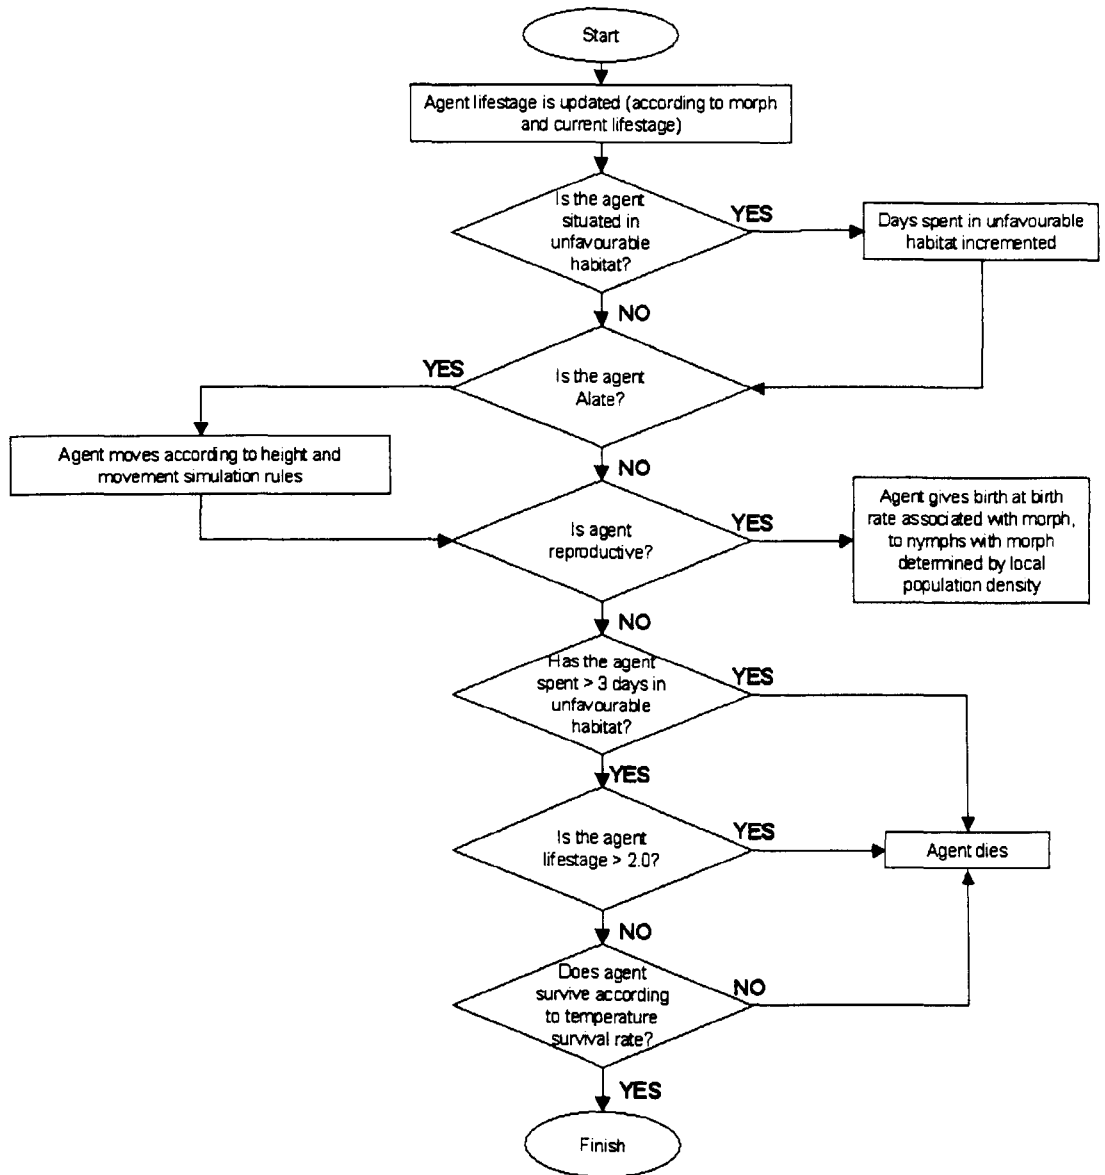 Start
Agent lifestage is updated (according to morph
and current lifestage)
Is the agent
situated in
unfavourable
habitat?
YES
Days spent in unfavourable
habitat incremented
NO
YES
Is the agent
Alate?
Agent moves according to height and
movement simulation rules
NO
Is agent
reproductive?
YES
Agent gives birth at birth
rate associated with morph,
to nymphs with morph
determined by local
population density
NO
Has the agent
spent > 3 days in
unfavourable
habitat?
YES
YES
Is the agent
lifestage > 2.0?
YES
Agent dies
NO
Does agent
survive according
to temperature
survival rate?
NO
YES
Finish